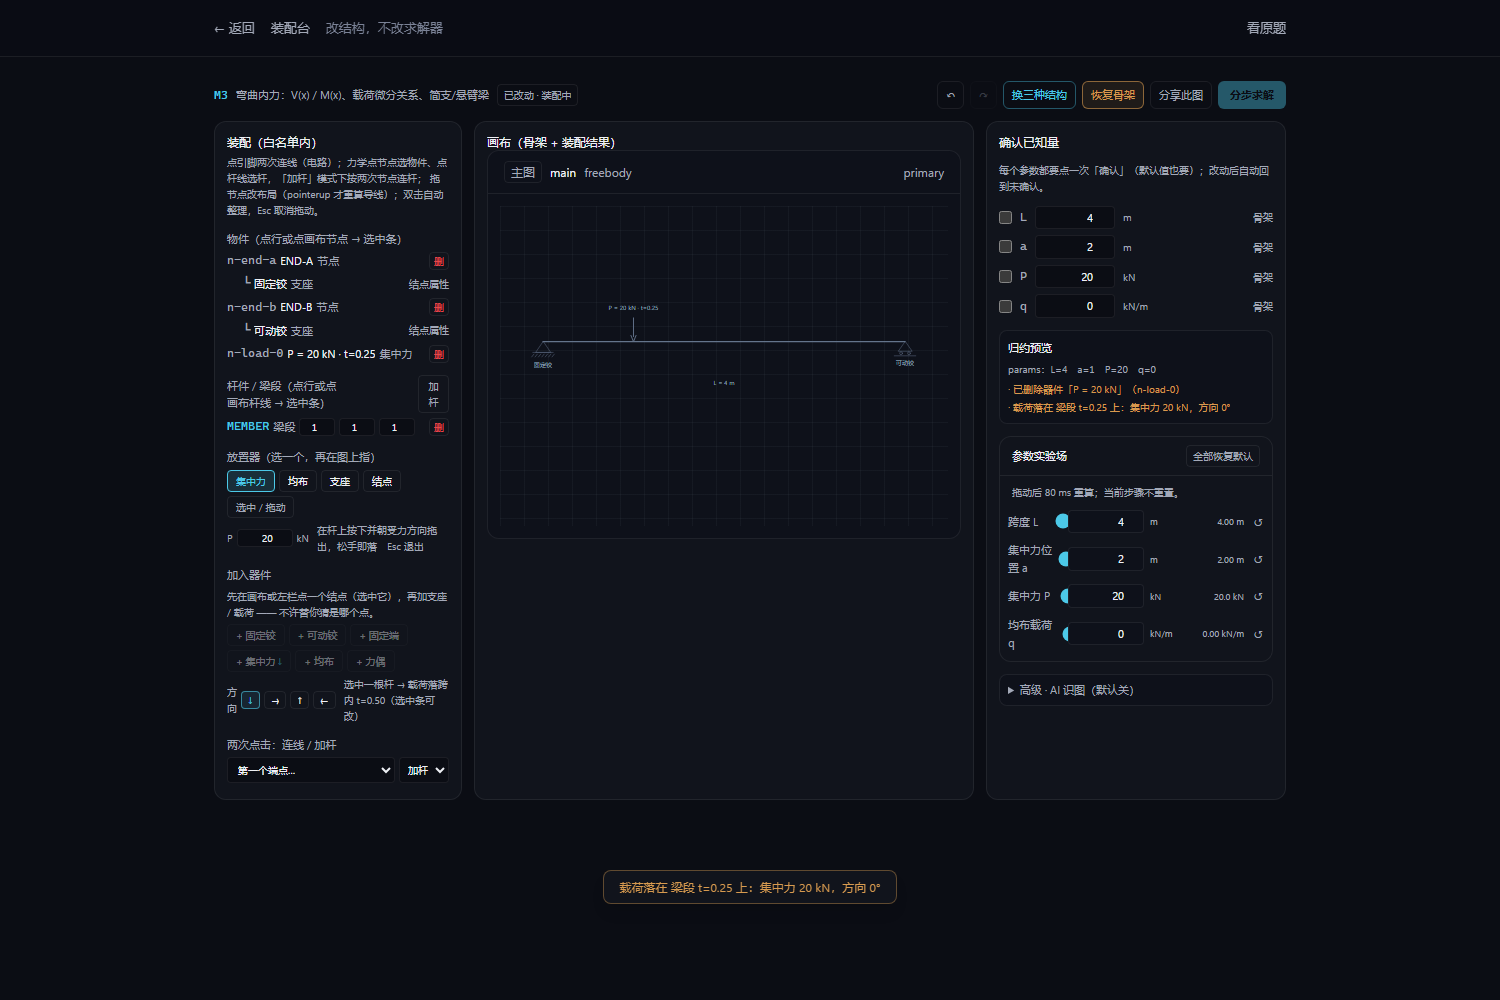 ← 返回 装配台 改结构，不改求解器 看原题
M3 弯曲内力：V(x) / M(x)、载荷微分关系、简支/悬臂梁 已改动 · 装配中
↶ ↷ 换三种结构 恢复骨架 分享此图 分步求解
装配（白名单内）
点引脚两次连线（电路）；力学点节点选物件、点
杆线选杆，「加杆」模式下按两次节点连杆；拖
节点改布局（pointerup 才重算导线）；双击自动
整理，Esc 取消拖动。
物件（点行或点画布节点 → 选中条）
n-end-a END-A 节点 删
└ 固定铰 支座 结点属性
n-end-b END-B 节点 删
└ 可动铰 支座 结点属性
n-load-0 P = 20 kN · t=0.25 集中力 删
杆件 / 梁段（点行或点
画布杆线 → 选中条）
加
杆
MEMBER 梁段 1 1 1 删
放置器（选一个，再在图上指）
集中力 均布 支座 结点
选中 / 拖动
P 20 kN 在杆上按下并朝受力方向拖
出，松手即落 Esc 退出
加入器件
先在画布或左栏点一个结点（选中它），再加支座
/ 载荷 —— 不许替你猜是哪个点。
+ 固定铰 + 可动铰 + 固定端
+ 集中力↓ + 均布 + 力偶
方
向
↓ → ↑ ←
选中一根杆 → 载荷落跨
内 t=0.50（选中条可
改）
两次点击：连线 / 加杆
第一个端点... 加杆
画布（骨架 + 装配结果）
主图 main freebody primary
P = 20 kN · t=0.25
固定铰
可动铰
L = 4 m
确认已知量
每个参数都要点一次「确认」（默认值也要）；改动后自动回
到未确认。
L 4 m 骨架
a 2 m 骨架
P 20 kN 骨架
q 0 kN/m 骨架
归约预览
params: L=4 a=1 P=20 q=0
· 已删除器件「P = 20 kN」（n-load-0）
· 载荷落在 梁段 t=0.25 上：集中力 20 kN，方向 0°
参数实验场 全部恢复默认
拖动后 80 ms 重算；当前步骤不重置。
跨度 L 4 m 4.00 m ↺
集中力位
置 a
2 m 2.00 m ↺
集中力 P 20 kN 20.0 kN ↺
均布载荷
q
0 kN/m 0.00 kN/m ↺
▶ 高级 · AI 识图（默认关）
载荷落在 梁段 t=0.25 上：集中力 20 kN，方向 0°